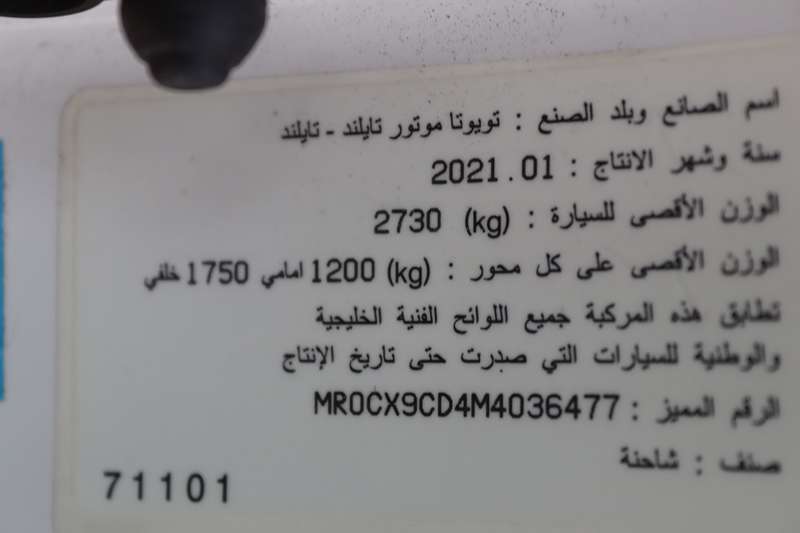 اسم الصانع وبلد الصنع : تويوتا موتور تايلند - تايلند
سنة وشهر الانتاج : 2021.01
الوزن الأقصى للسيارة : (kg) 2730
الوزن الأقصى على كل محور : (kg) 1200 امامي 1750 خلفي
تطابق هذه المركبة جميع اللوائح الفنية الخليجية
والوطنية للسيارات التي صدرت حتى تاريخ الإنتاج
الرقم المميز : MR0CX9CD4M4036477
صنف : شاحنة
71101